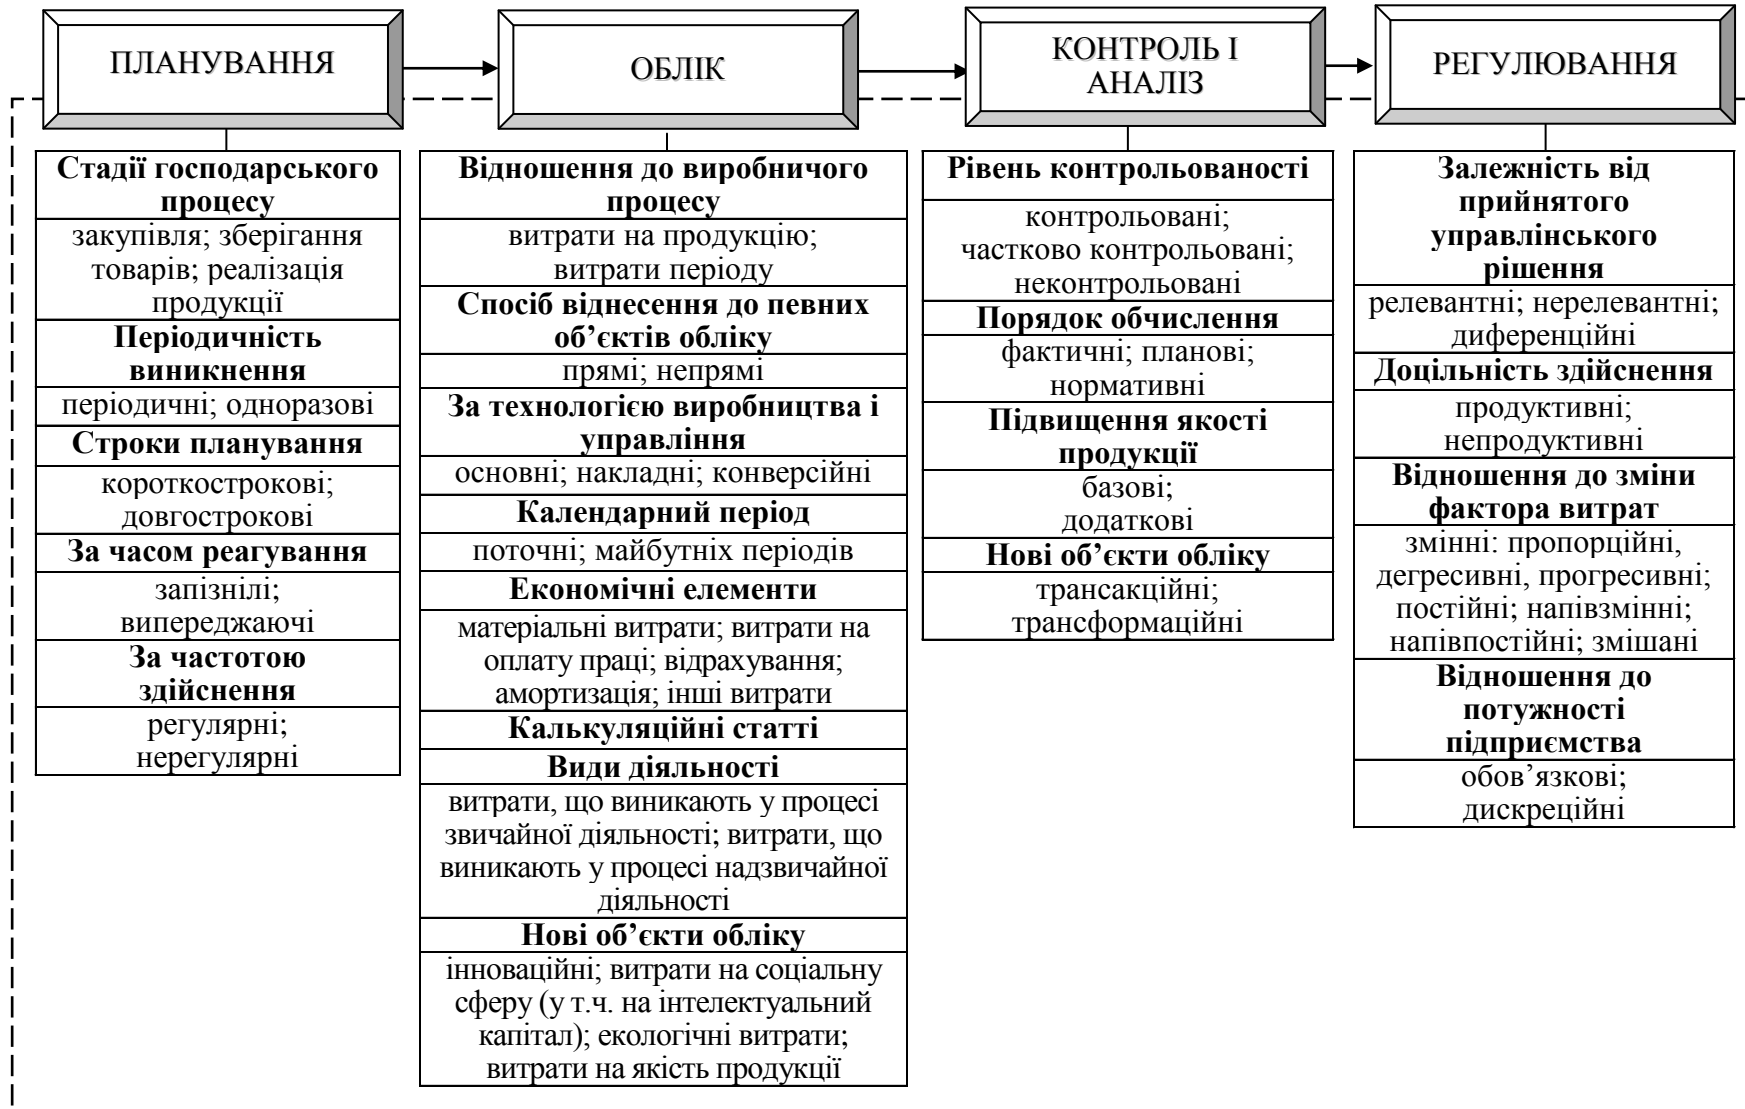 ПЛАНУВАННЯ
ОБЛІК
КОНТРОЛЬ І
АНАЛІЗ
РЕГУЛЮВАННЯ
Стадії господарського
процесу
закупівля; зберігання
товарів; реалізація
продукції
Періодичність
виникнення
періодичні; одноразові
Строки планування
короткострокові;
довгострокові
За часом реагування
запізнілі;
випереджаючі
За частотою
здійснення
регулярні;
нерегулярні
Відношення до виробничого
процесу
витрати на продукцію;
витрати періоду
Спосіб віднесення до певних
об’єктів обліку
прямі; непрямі
За технологією виробництва і
управління
основні; накладні; конверсійні
Календарний період
поточні; майбутніх періодів
Економічні елементи
матеріальні витрати; витрати на
оплату праці; відрахування;
амортизація; інші витрати
Калькуляційні статті
Види діяльності
витрати, що виникають у процесі
звичайної діяльності; витрати, що
виникають у процесі надзвичайної
діяльності
Нові об’єкти обліку
інноваційні; витрати на соціальну
сферу (у т.ч. на інтелектуальний
капітал); екологічні витрати;
витрати на якість продукції
Рівень контрольованості
контрольовані;
частково контрольовані;
неконтрольовані
Порядок обчислення
фактичні; планові;
нормативні
Підвищення якості
продукції
базові;
додаткові
Нові об’єкти обліку
трансакційні;
трансформаційні
Залежність від
прийнятого
управлінського
рішення
релевантні; нерелевантні;
диференційні
Доцільність здійснення
продуктивні;
непродуктивні
Відношення до зміни
фактора витрат
змінні: пропорційні,
дегресивні, прогресивні;
постійні; напівзмінні;
напівпостійні; змішані
Відношення до
потужності
підприємства
обов’язкові;
дискреційні